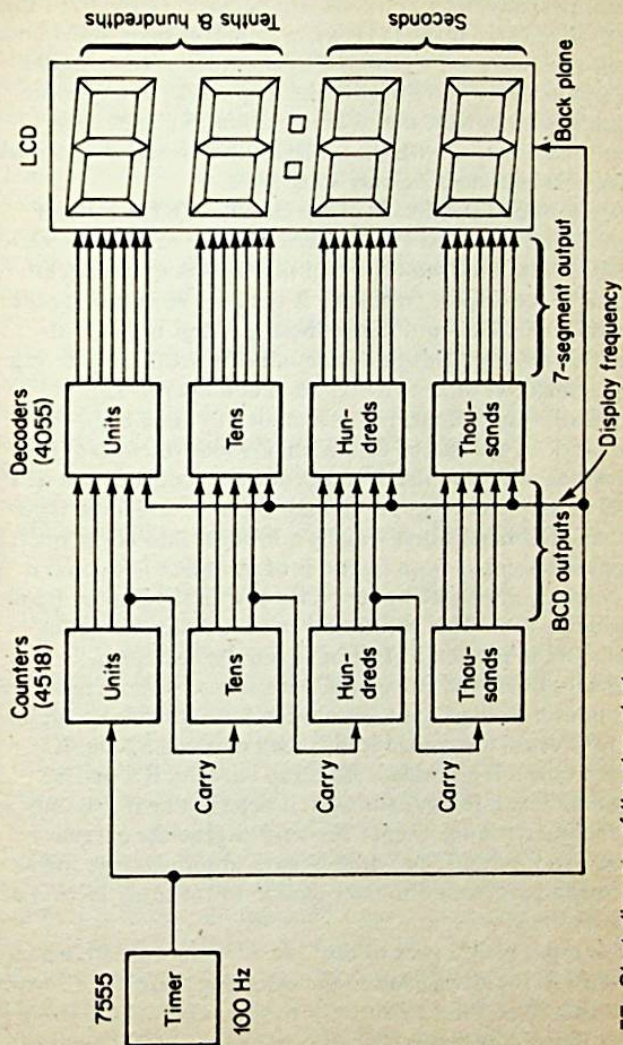 LCD
Tenths & hundredths
Seconds
Back plane
Decoders
(4055)
Units
Tens
Hun-
dreds
Thou-
sands
7-segment output
Display frequency
BCD outputs
Counters
(4518)
Units
Tens
Hun-
dreds
Thou-
sands
Carry
Carry
Carry
7555
Timer
100 Hz